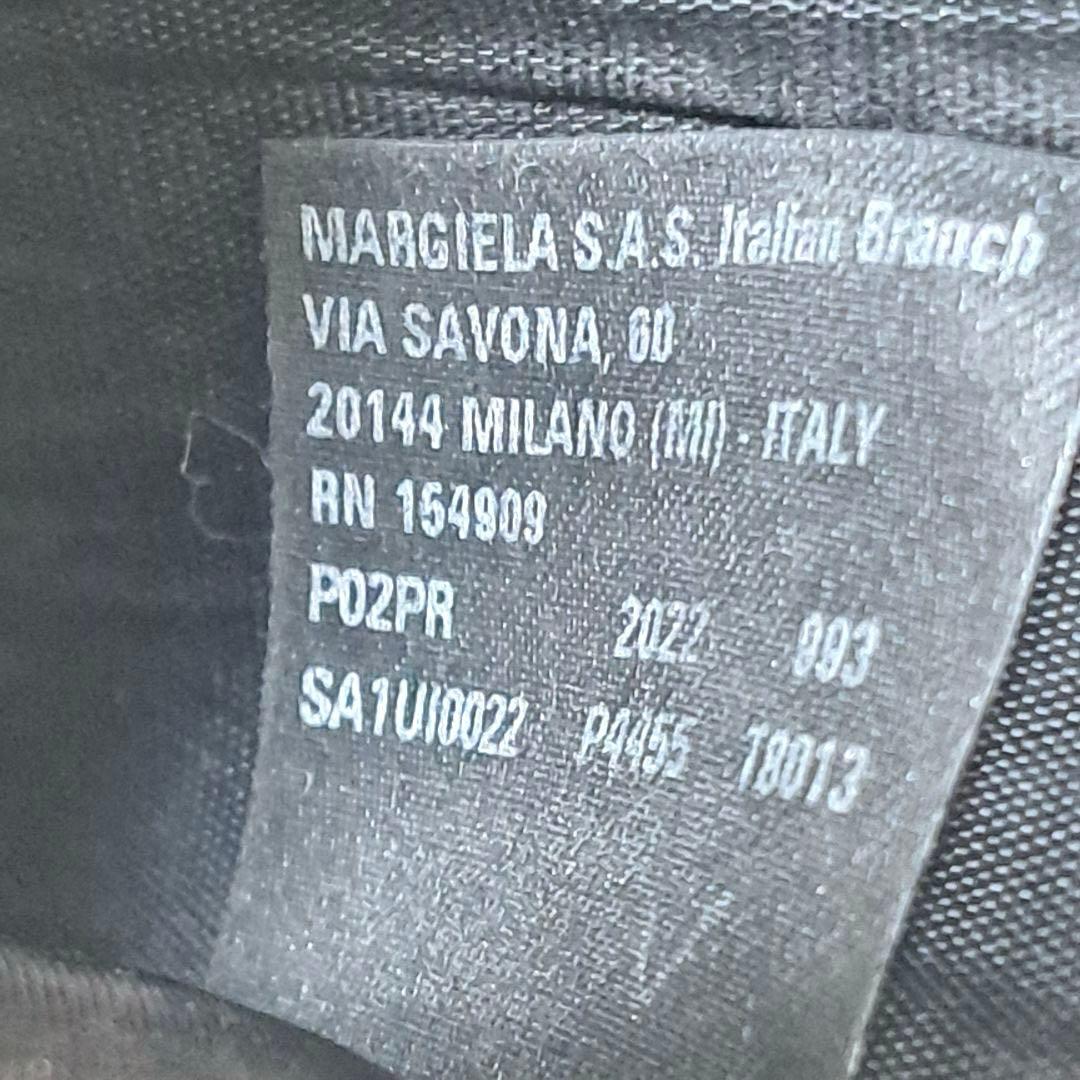 MARGIELA S.A.S. Italian Branch
VIA SAVONA, 60
20144 MILANO (MI) - ITALY
RN 154909
P02PR 2022 993
SA1UI0022 P4455 T8013